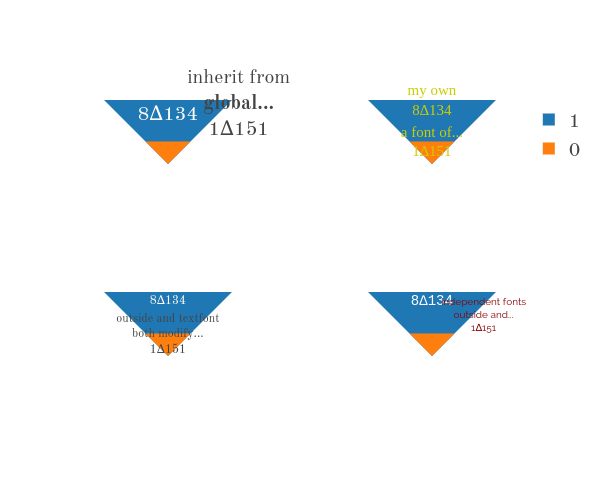 inherit from
global...
8Δ134
1Δ151
my own
8Δ134
a font of...
1Δ151
1
0
8Δ134
outside and textfont
both modify...
1Δ151
8Δ134
independent fonts
outside and...
1Δ151